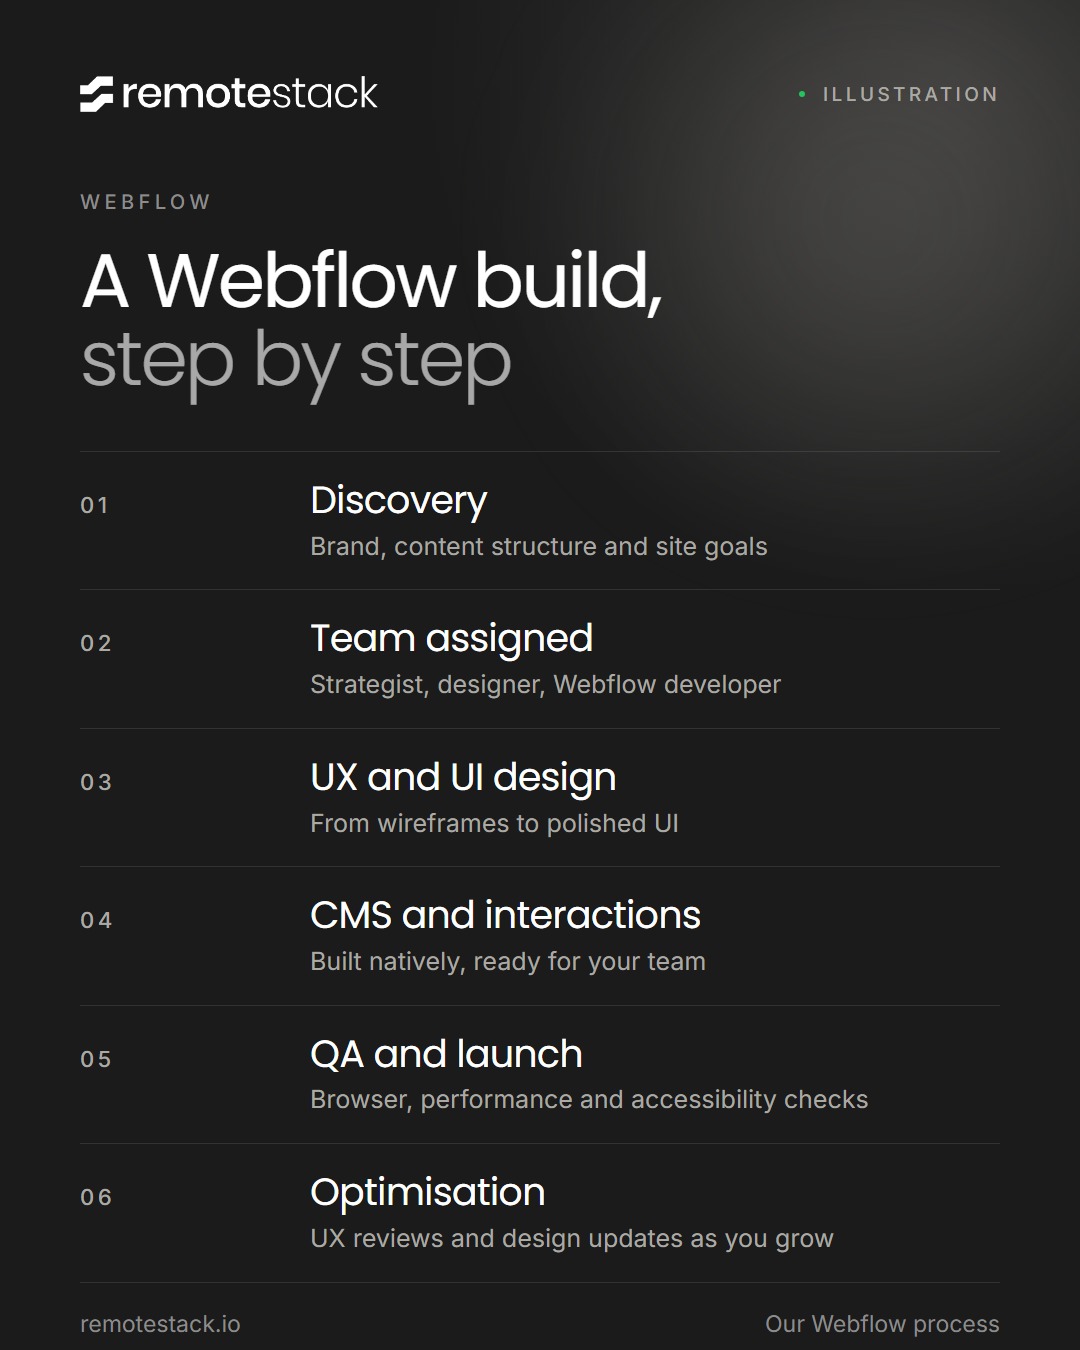 remotestack
ILLUSTRATION
WEBFLOW
A Webflow build,
step by step
01
Discovery
Brand, content structure and site goals
02
Team assigned
Strategist, designer, Webflow developer
03
UX and UI design
From wireframes to polished UI
04
CMS and interactions
Built natively, ready for your team
05
QA and launch
Browser, performance and accessibility checks
06
Optimisation
UX reviews and design updates as you grow
remotestack.io
Our Webflow process